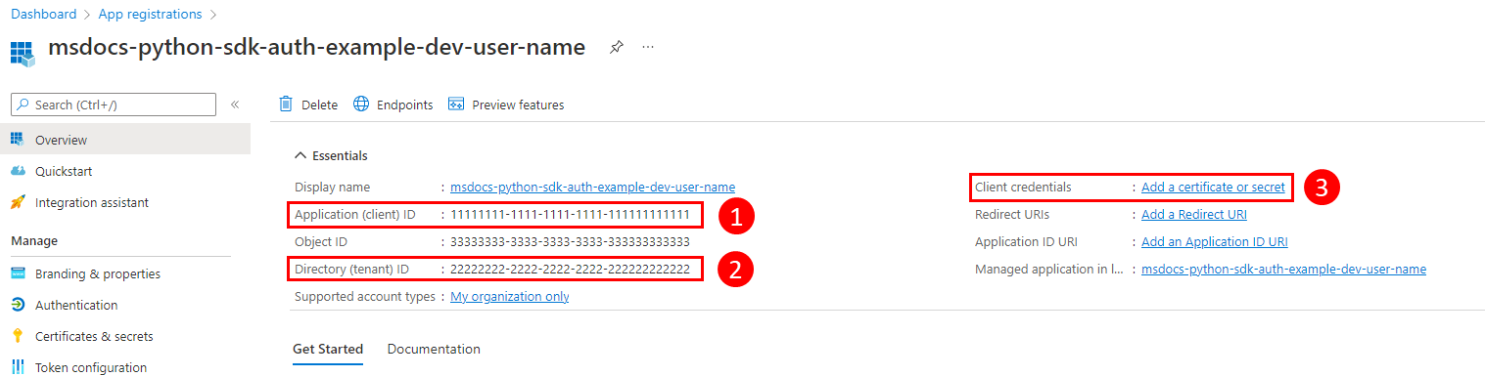 Dashboard > App registrations >
msdocs-python-sdk-auth-example-dev-user-name
Search (Ctrl+/)
«
Delete
Endpoints
Preview features
Overview
Quickstart
Integration assistant
Manage
Branding & properties
Authentication
Certificates & secrets
Token configuration
Essentials
Display name : msdocs-python-sdk-auth-example-dev-user-name
Application (client) ID : 11111111-1111-1111-1111-111111111111
1
Object ID : 33333333-3333-3333-3333-333333333333
Directory (tenant) ID : 22222222-2222-2222-2222-222222222222
2
Supported account types : My organization only
Client credentials : Add a certificate or secret
3
Redirect URIs : Add a Redirect URI
Application ID URI : Add an Application ID URI
Managed application in l... : msdocs-python-sdk-auth-example-dev-user-name
Get Started
Documentation